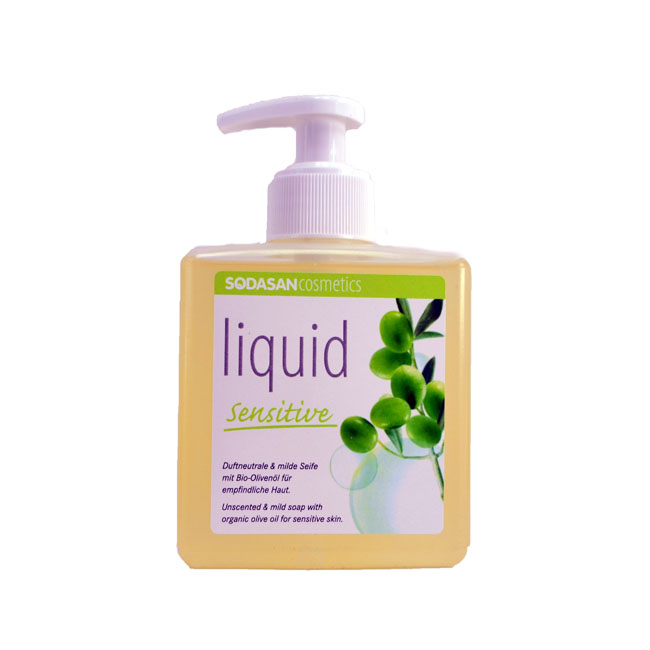 SODASANcosmetics
liquid
Sensitive
Duftneutrale & milde Seife
mit Bio-Olivenöl für
empfindliche Haut.
Unscented & mild soap with
organic olive oil for sensitive skin.